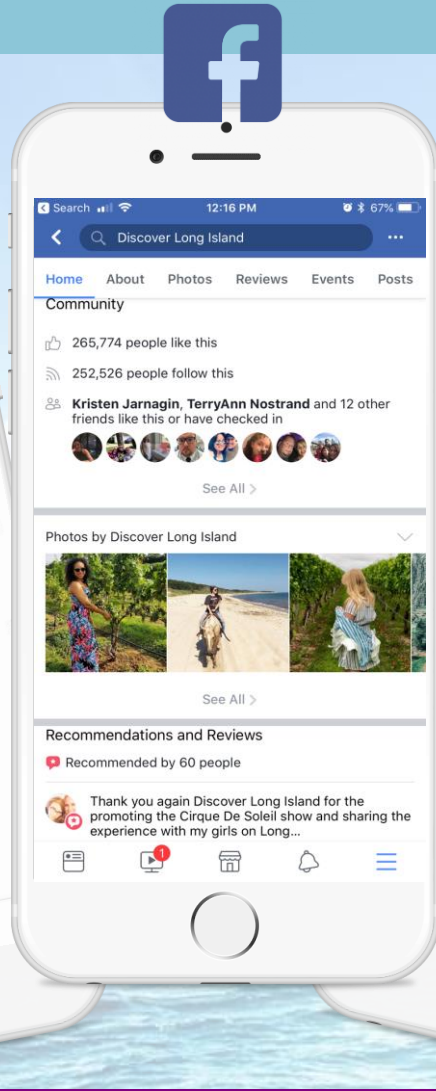 f
Search 12:16 PM 67%
Discover Long Island
Home About Photos Reviews Events Posts
Community
265,774 people like this
252,526 people follow this
Kristen Jarnagin, TerryAnn Nostrand and 12 other
friends like this or have checked in
See All >
Photos by Discover Long Island
See All >
Recommendations and Reviews
Recommended by 60 people
Thank you again Discover Long Island for the
promoting the Cirque De Soleil show and sharing the
experience with my girls on Long...
1